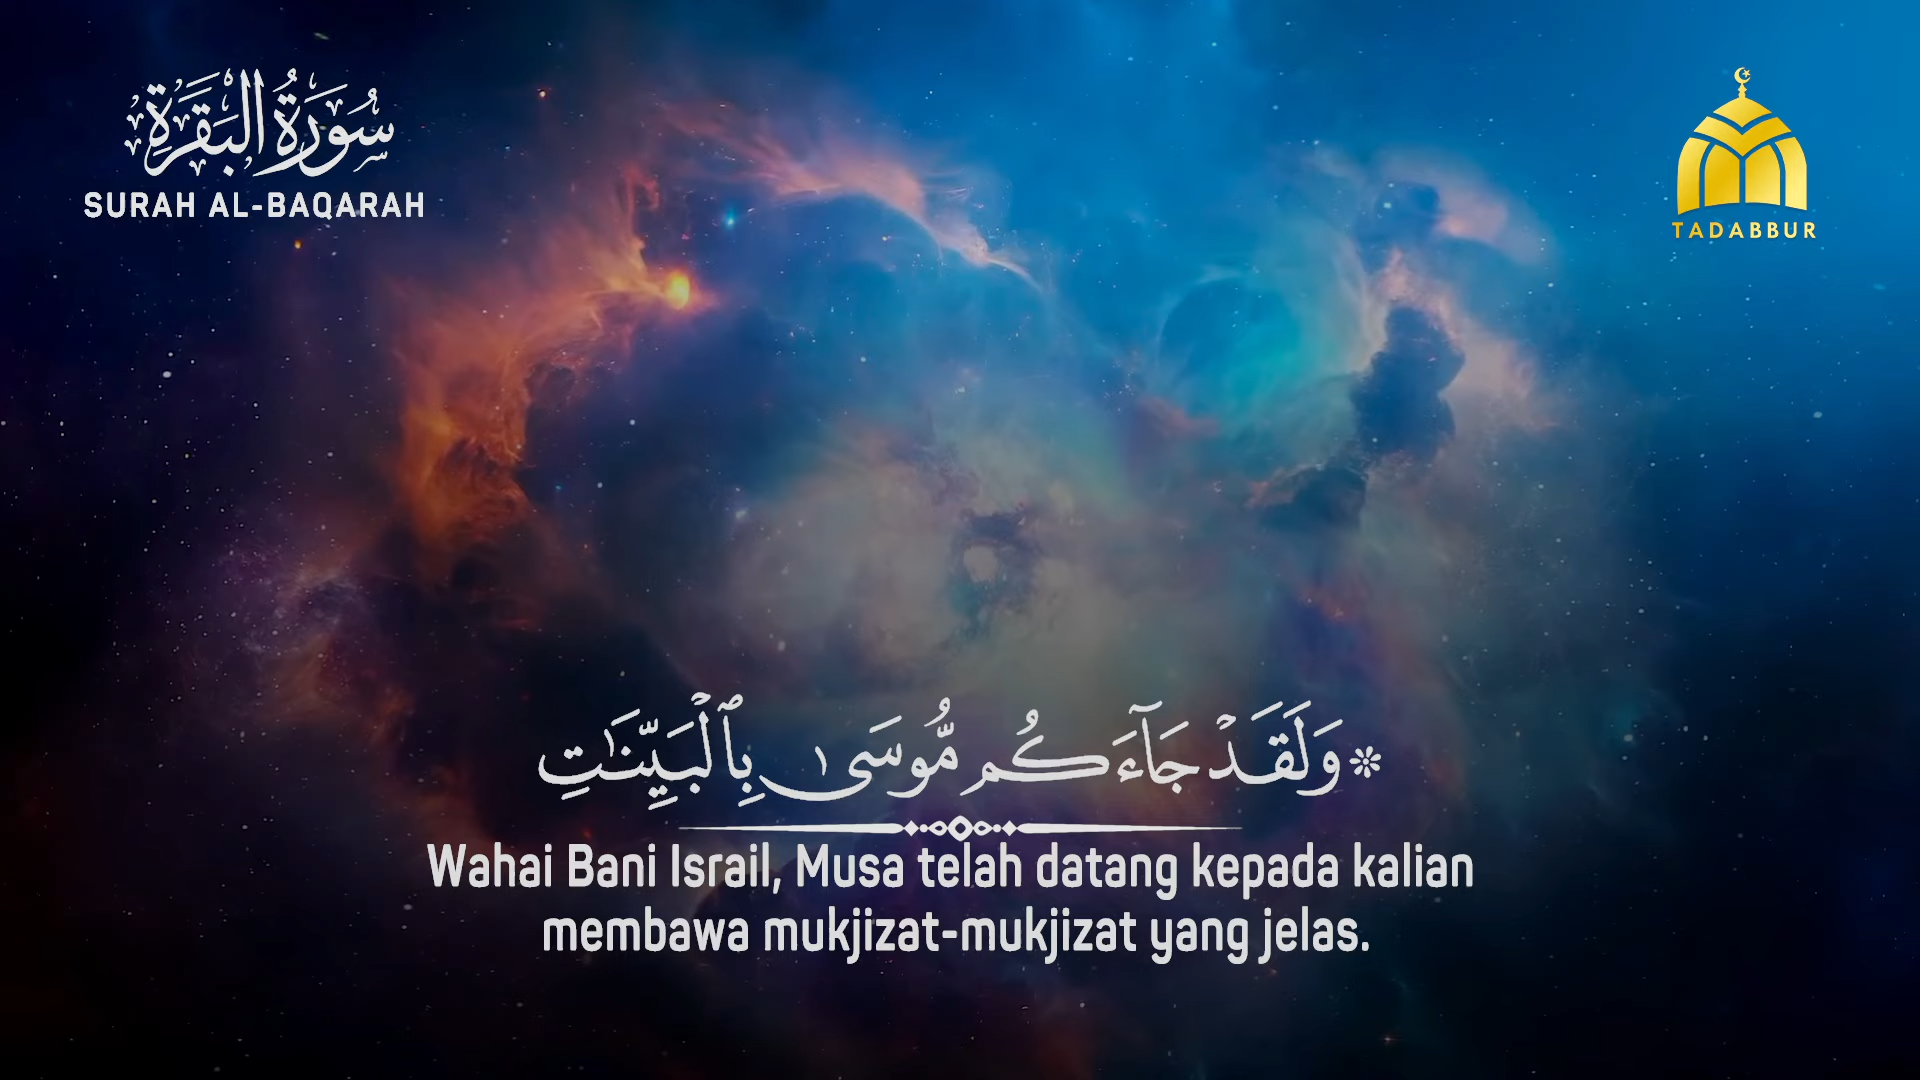 سُورَةُ الْبَقَرَةِ
SURAH AL-BAQARAH
TADABBUR
۞ وَلَقَدْ جَآءَكُم مُّوسَىٰ بِٱلْبَيِّنَٰتِ
Wahai Bani Israil, Musa telah datang kepada kalian
membawa mukjizat-mukjizat yang jelas.